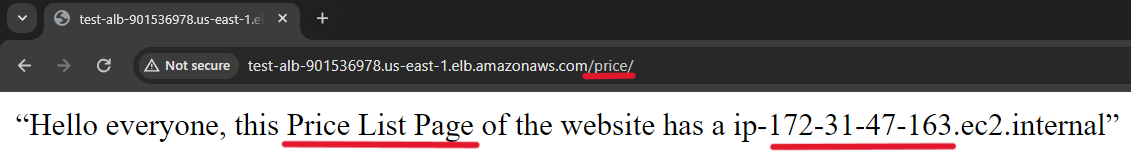 test-alb-901536978.us-east-1.el
Not secure
test-alb-901536978.us-east-1.elb.amazonaws.com/price/
“Hello everyone, this Price List Page of the website has a ip-172-31-47-163.ec2.internal”